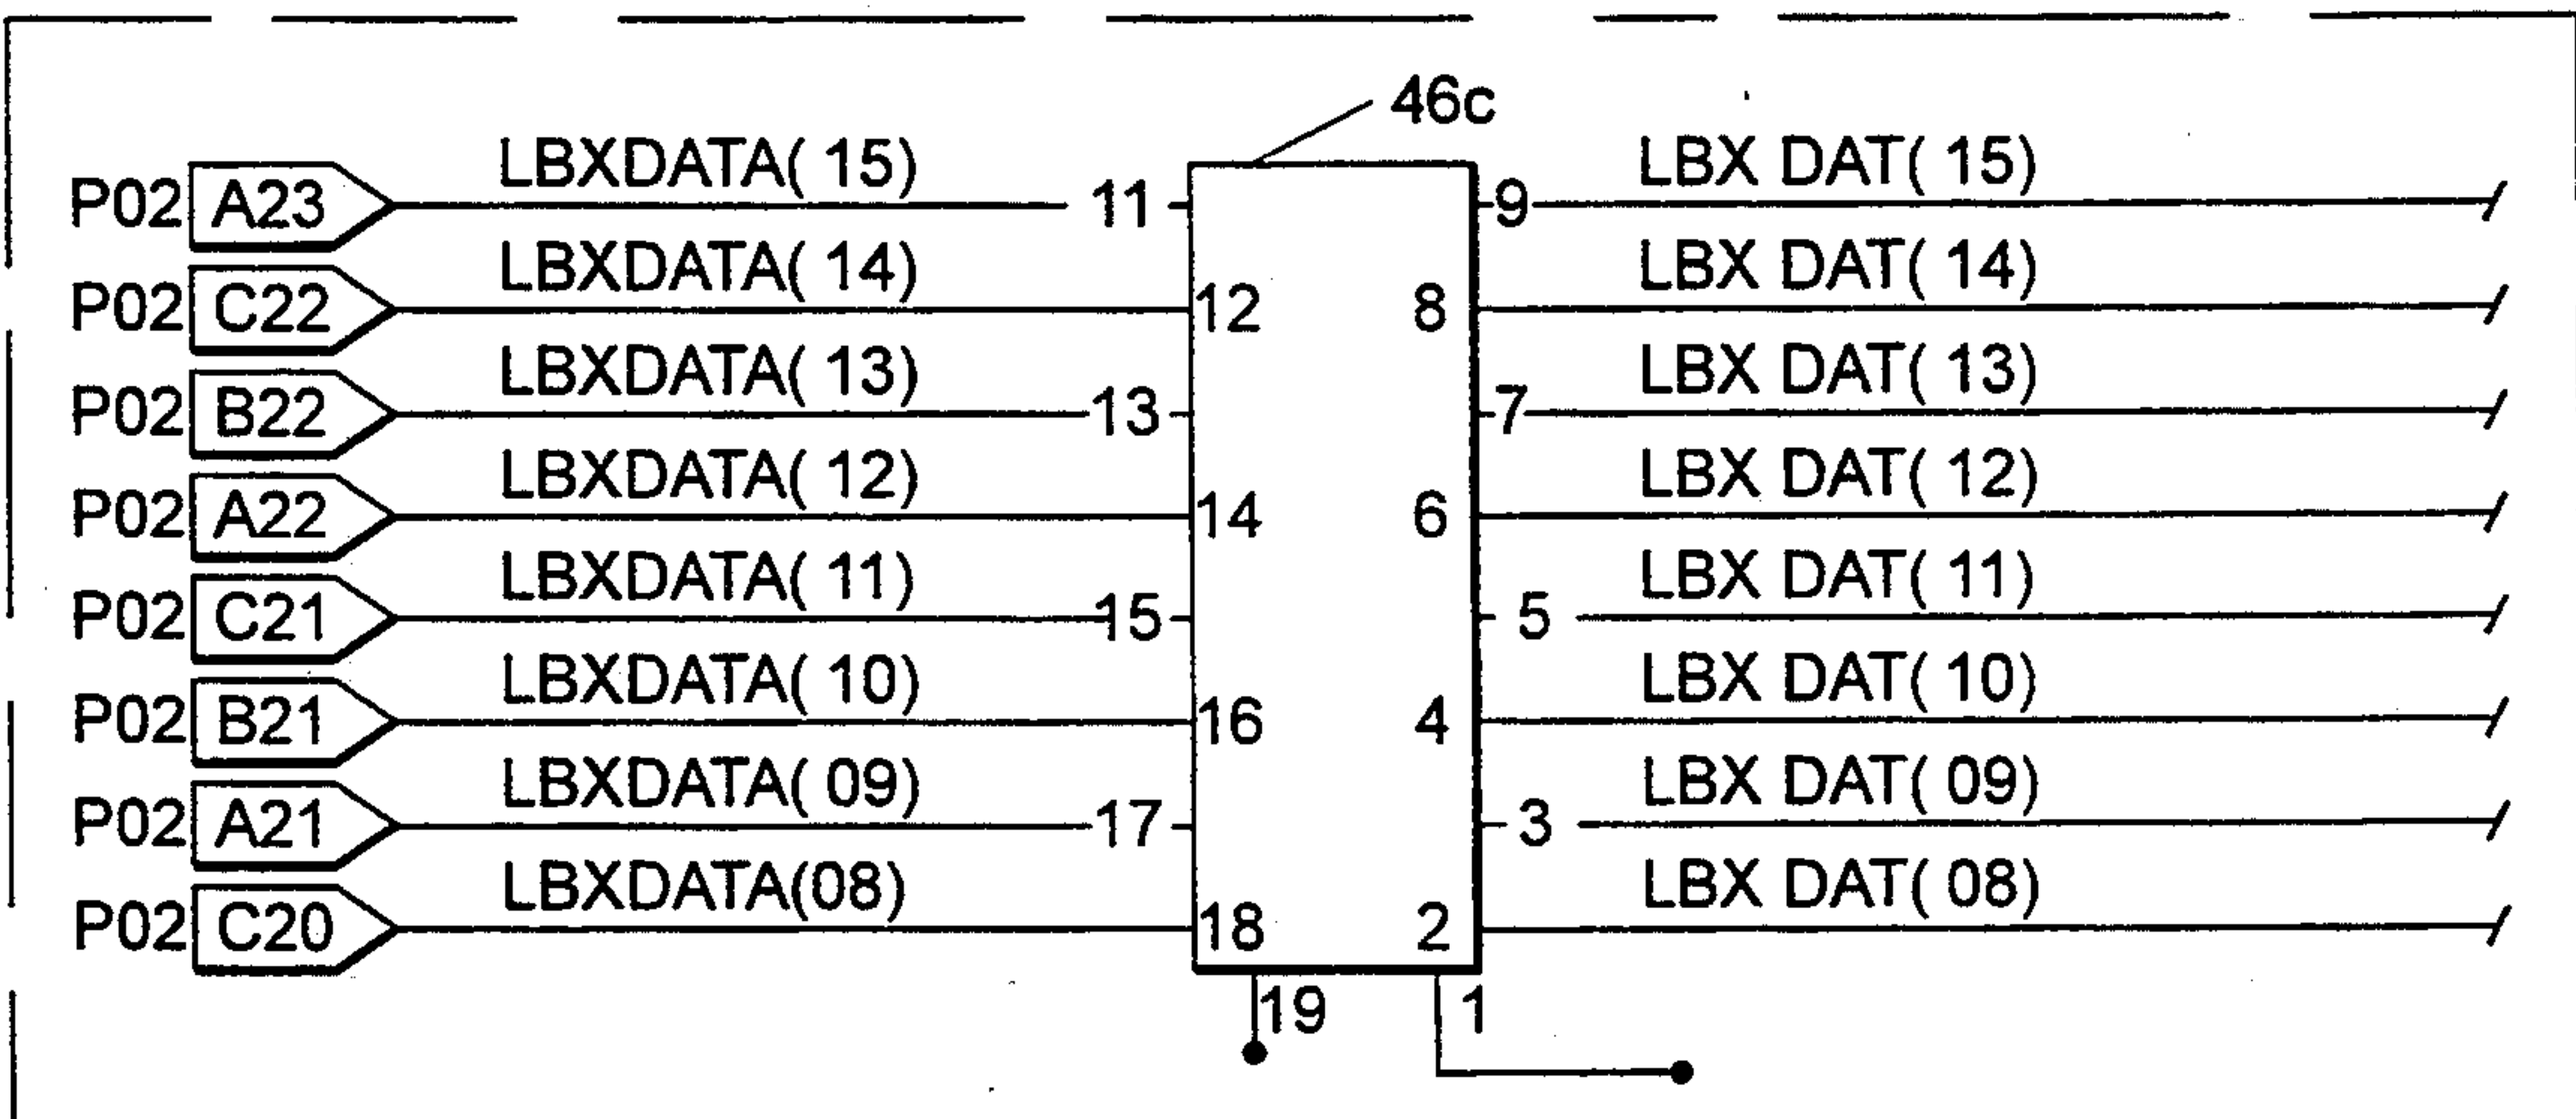 46c
LBXDATA( 15) LBX DAT( 15)
P02 A23 11 9
LBXDATA( 14) LBX DAT( 14)
P02 C22 12 8
LBXDATA( 13) LBX DAT( 13)
P02 B22 13 7
LBXDATA( 12) LBX DAT( 12)
P02 A22 14 6
LBXDATA( 11) LBX DAT( 11)
P02 C21 15 5
LBXDATA( 10) LBX DAT( 10)
P02 B21 16 4
LBXDATA( 09) LBX DAT( 09)
P02 A21 17 3
LBXDATA(08) LBX DAT( 08)
P02 C20 18 2
19 1